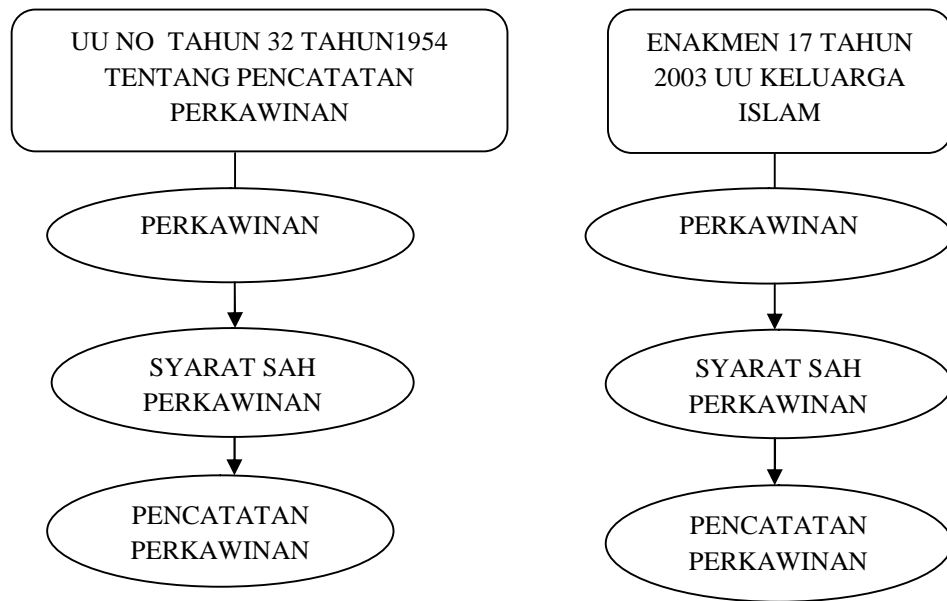 UU NO TAHUN 32 TAHUN1954
TENTANG PENCATATAN
PERKAWINAN
PERKAWINAN
SYARAT SAH
PERKAWINAN
PENCATATAN
PERKAWINAN
ENAKMEN 17 TAHUN
2003 UU KELUARGA
ISLAM
PERKAWINAN
SYARAT SAH
PERKAWINAN
PENCATATAN
PERKAWINAN